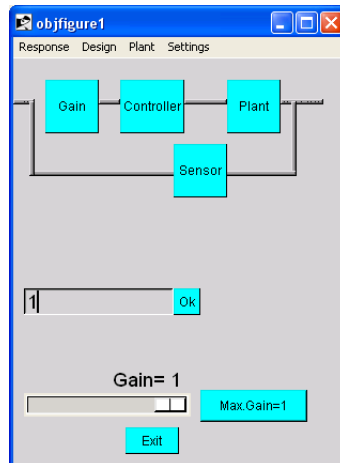 objfigure1
Response Design Plant Settings
Gain Controller Plant
Sensor
1 Ok
Gain= 1
Max.Gain=1
Exit